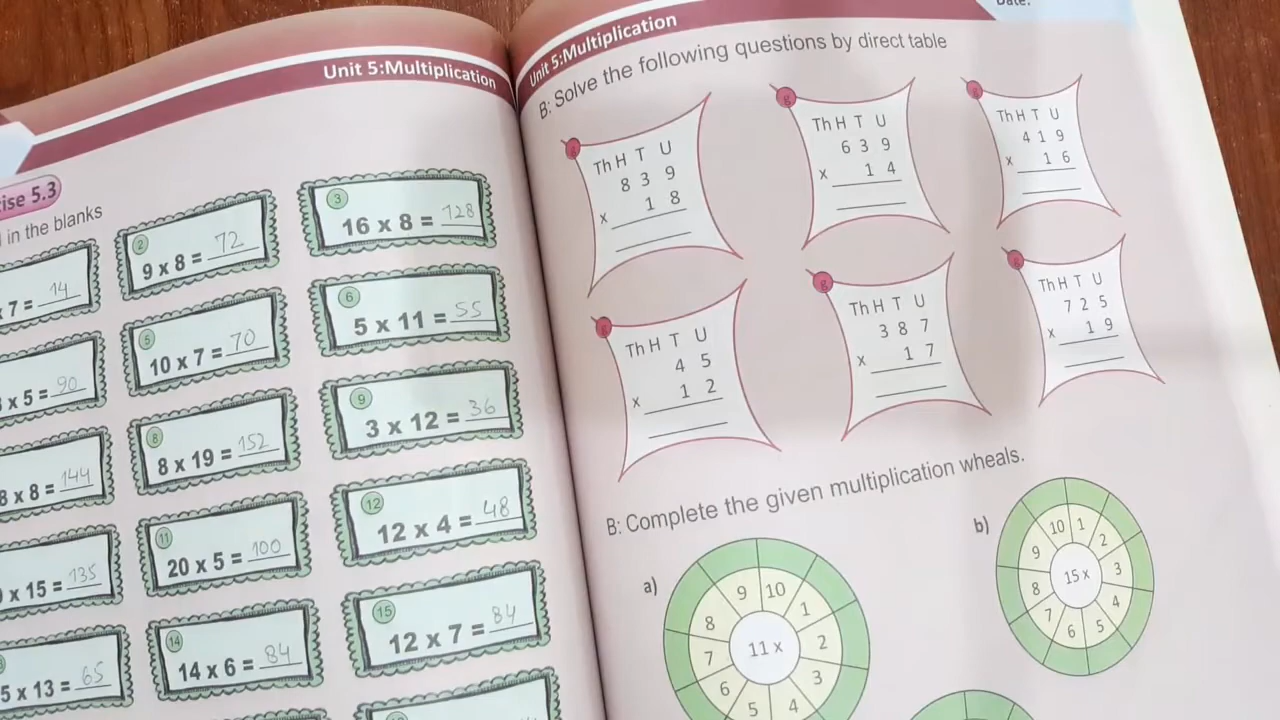 Unit 5:Multiplication
ise 5.3
in the blanks
7 = 14
2
9 x 8 = 72
3
16 x 8 = 128
x 5 = 90
5
10 x 7 = 70
6
5 x 11 = 55
8 x 8 = 144
8
8 x 19 = 152
9
3 x 12 = 36
x 15 = 135
11
20 x 5 = 100
12
12 x 4 = 48
5 x 13 = 65
14
14 x 6 = 84
15
12 x 7 = 84
Unit 5:Multiplication
Date:
B: Solve the following questions by direct table
g
Th H T U
8 3 9
x 1 8
g
Th H T U
6 3 9
x 1 4
g
Th H T U
4 1 9
x 1 6
g
Th H T U
4 5
x 1 2
g
Th H T U
3 8 7
x 1 7
g
Th H T U
7 2 5
x 1 9
B: Complete the given multiplication wheals.
a)
11 x
1
2
3
4
5
6
7
8
9
10
b)
15 x
1
2
3
4
5
6
7
8
9
10